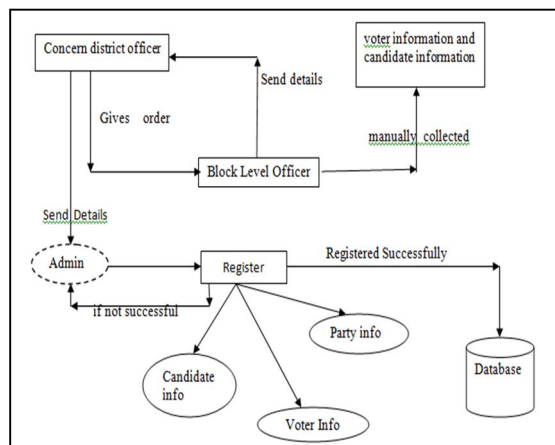 Concern district officer
voter information and
candidate information
Send details
Gives order
manually collected
Block Level Officer
Send Details
Admin
Register
Registered Successfully
if not successful
Party info
Candidate
info
Voter Info
Database